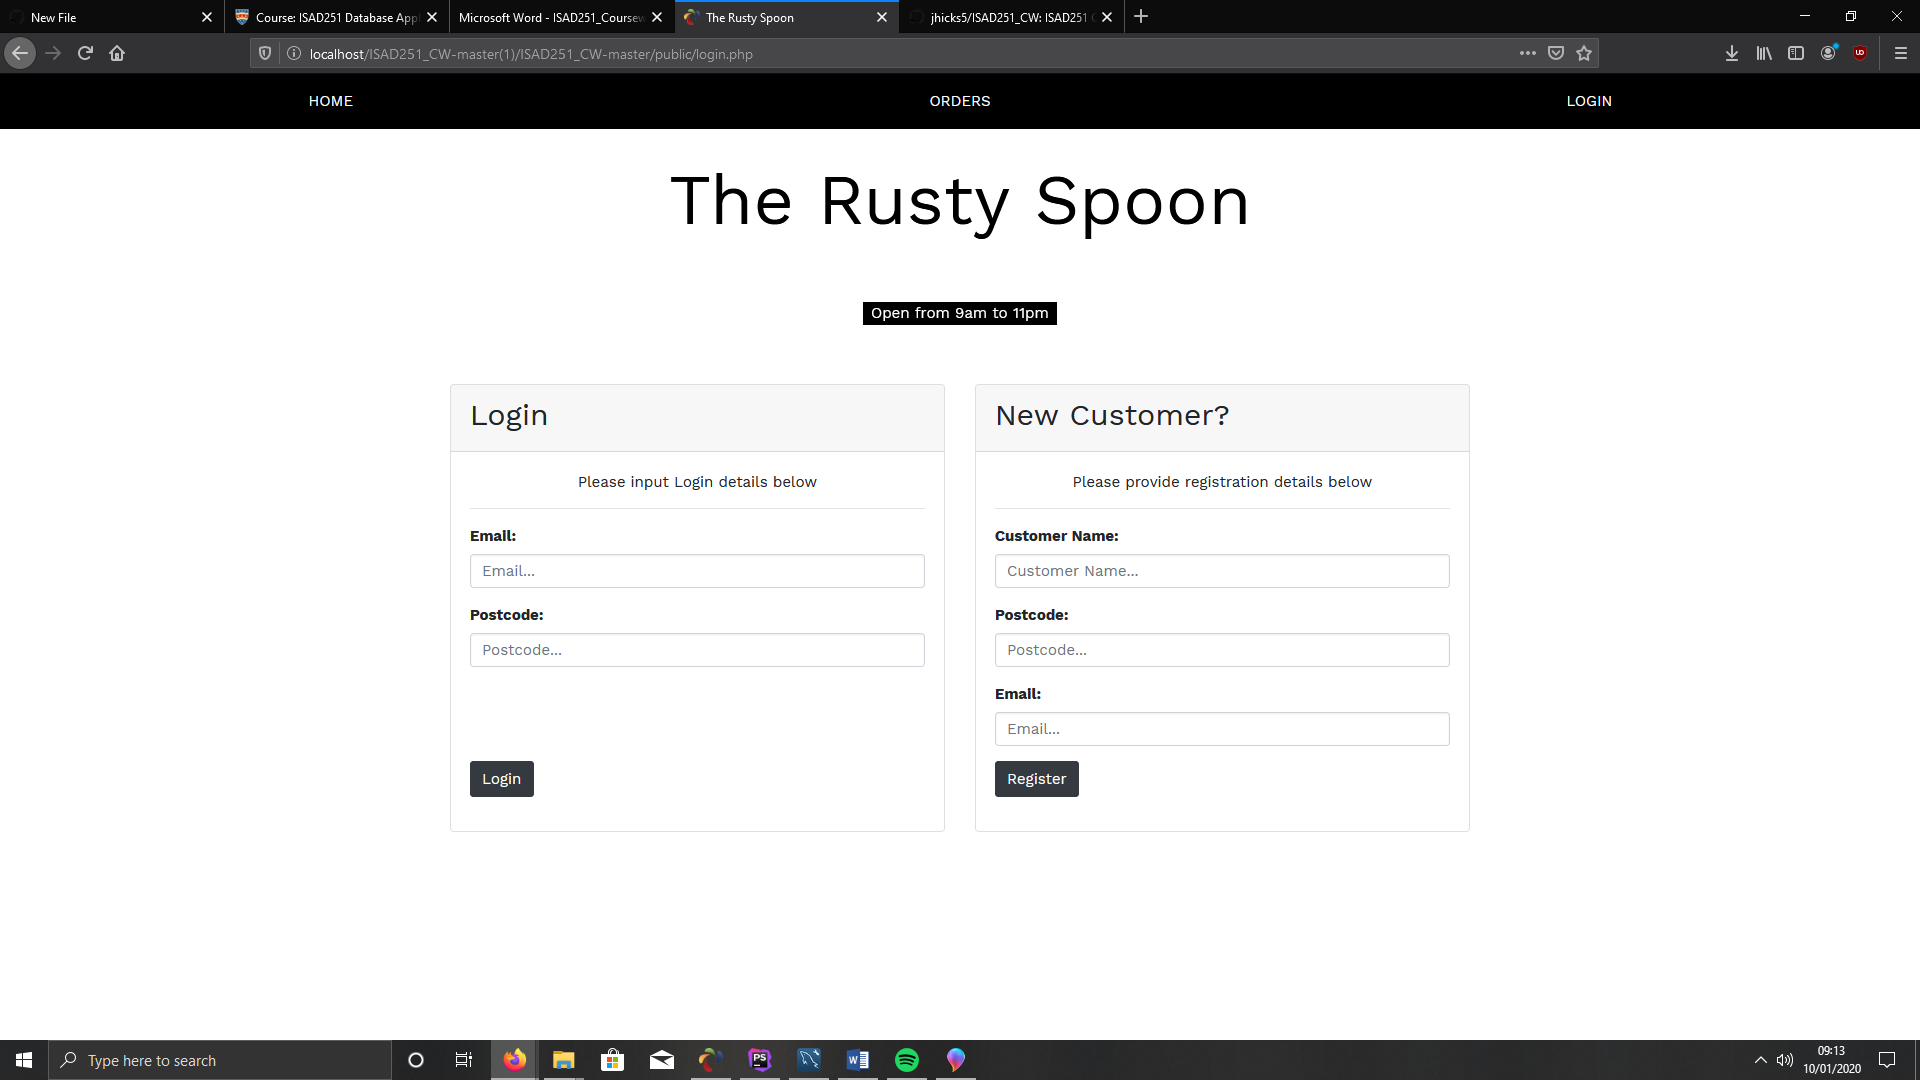 New File
Course: ISAD251 Database Appl
Microsoft Word - ISAD251_Coursew
The Rusty Spoon
jhicks5/ISAD251_CW: ISAD251 C
localhost/ISAD251_CW-master(1)/ISAD251_CW-master/public/login.php
HOME
ORDERS
LOGIN
The Rusty Spoon
Open from 9am to 11pm
Login
Please input Login details below
Email:
Email...
Postcode:
Postcode...
Login
New Customer?
Please provide registration details below
Customer Name:
Customer Name...
Postcode:
Postcode...
Email:
Email...
Register
Type here to search
PS
W
09:13
10/01/2020